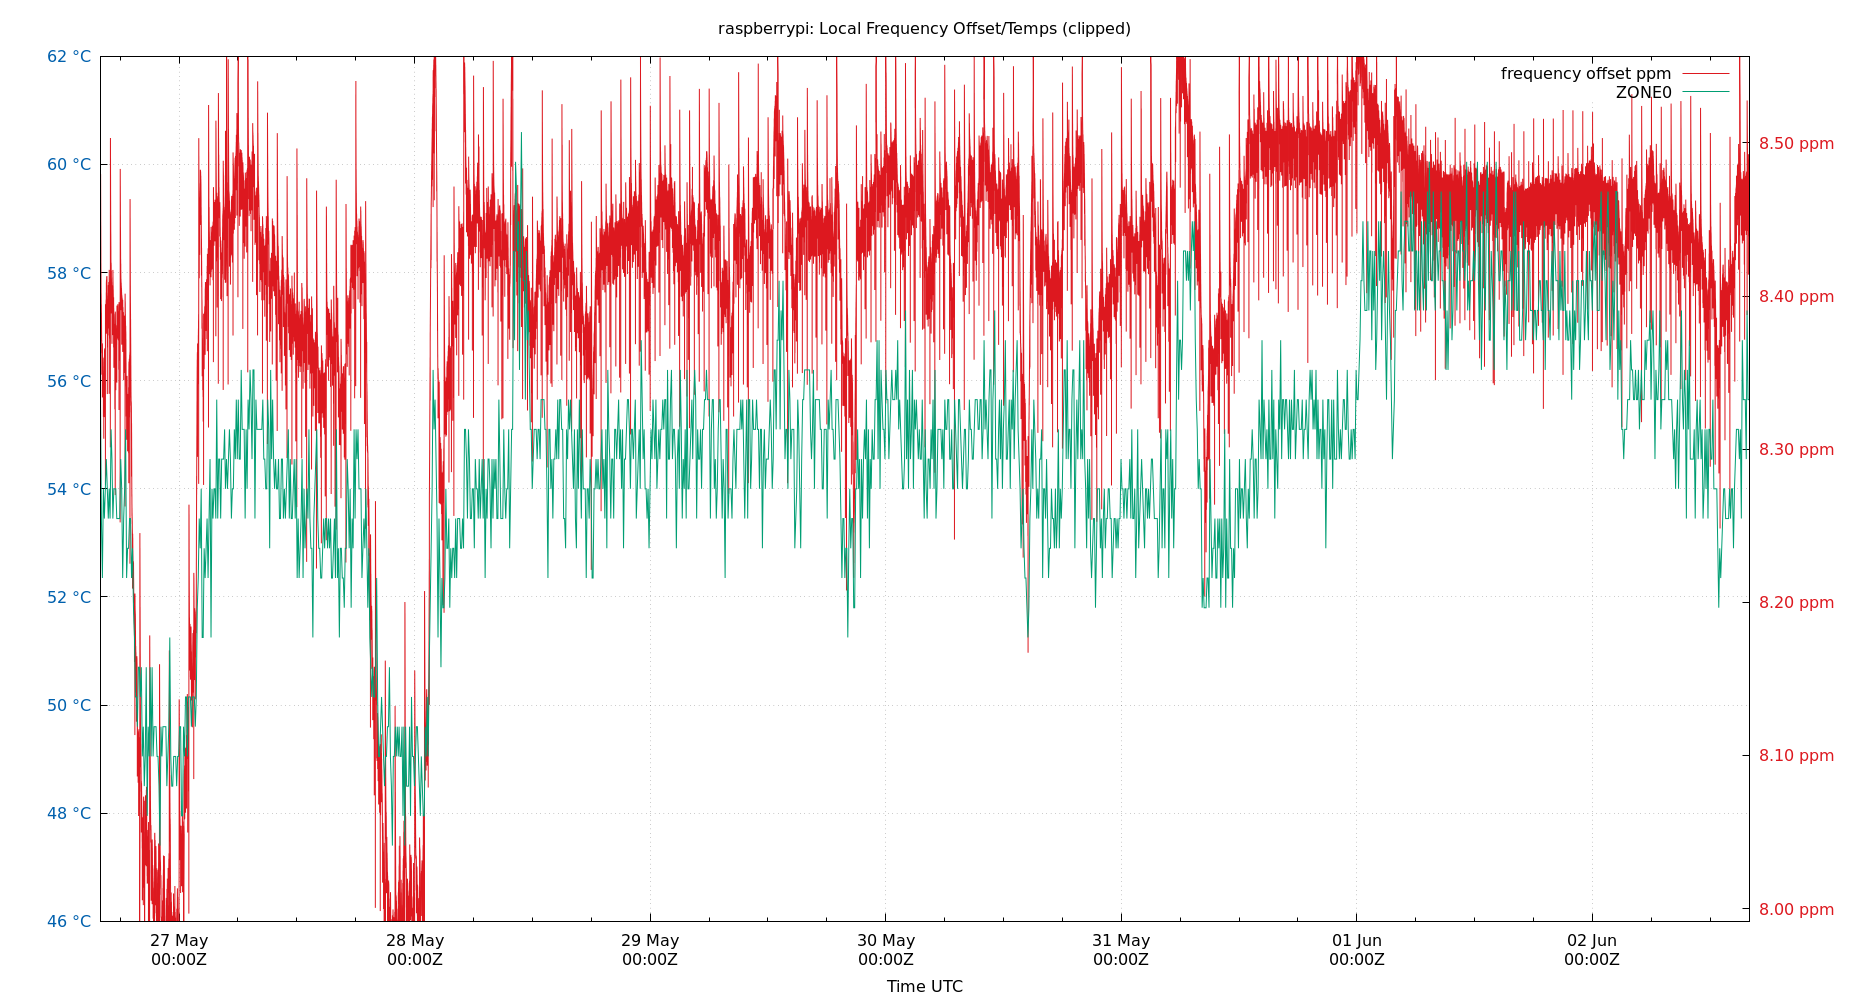 raspberrypi: Local Frequency Offset/Temps (clipped)
62 °C
60 °C
58 °C
56 °C
54 °C
52 °C
50 °C
48 °C
46 °C
frequency offset ppm
ZONE0
8.50 ppm
8.40 ppm
8.30 ppm
8.20 ppm
8.10 ppm
8.00 ppm
27 May
00:00Z
28 May
00:00Z
29 May
00:00Z
30 May
00:00Z
31 May
00:00Z
01 Jun
00:00Z
02 Jun
00:00Z
Time UTC